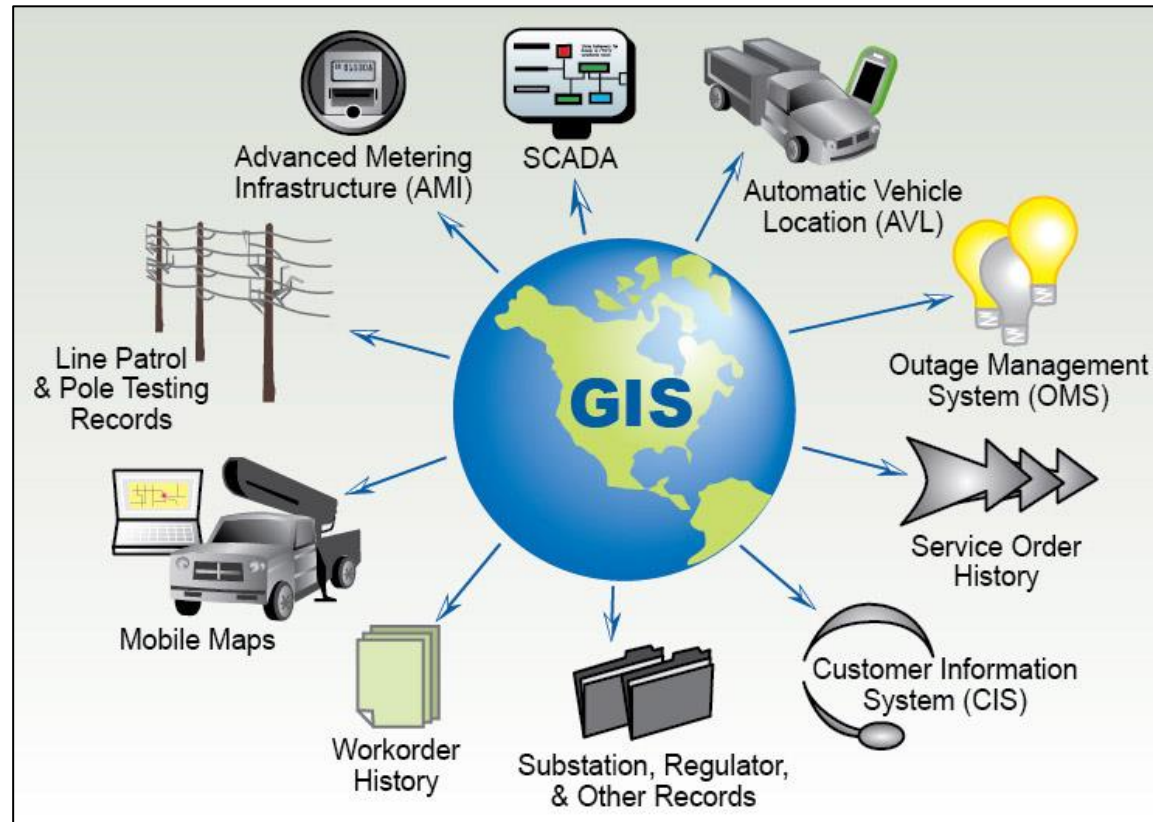 Advanced Metering
Infrastructure (AMI)
SCADA
Automatic Vehicle
Location (AVL)
Outage Management
System (OMS)
Service Order
History
Customer Information
System (CIS)
Substation, Regulator,
& Other Records
Workorder
History
Mobile Maps
Line Patrol
& Pole Testing
Records
GIS